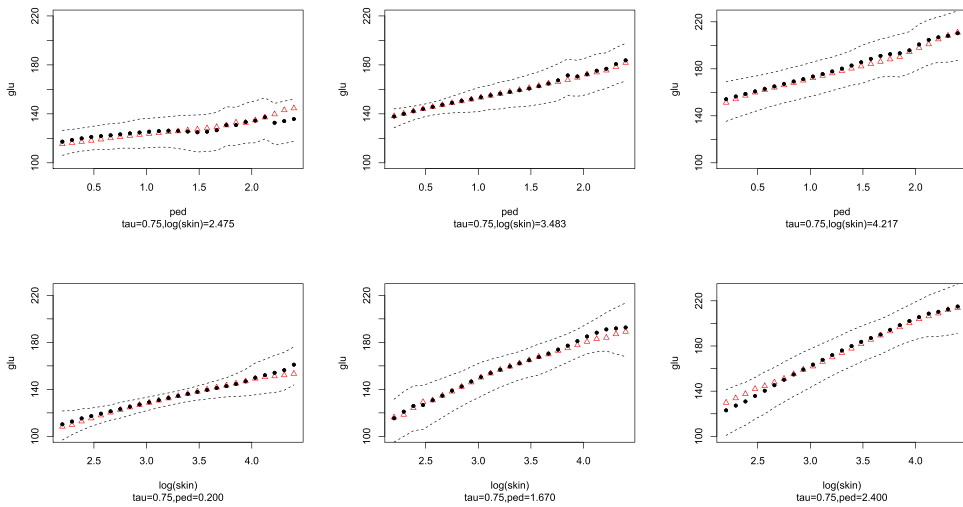 220
180
140
100
glu
0.5 1.0 1.5 2.0
ped
tau=0.75,log(skin)=2.475
220
180
140
100
glu
0.5 1.0 1.5 2.0
ped
tau=0.75,log(skin)=3.483
220
180
140
100
glu
0.5 1.0 1.5 2.0
ped
tau=0.75,log(skin)=4.217
220
180
140
100
glu
2.5 3.0 3.5 4.0
log(skin)
tau=0.75,ped=0.200
220
180
140
100
glu
2.5 3.0 3.5 4.0
log(skin)
tau=0.75,ped=1.670
220
180
140
100
glu
2.5 3.0 3.5 4.0
log(skin)
tau=0.75,ped=2.400